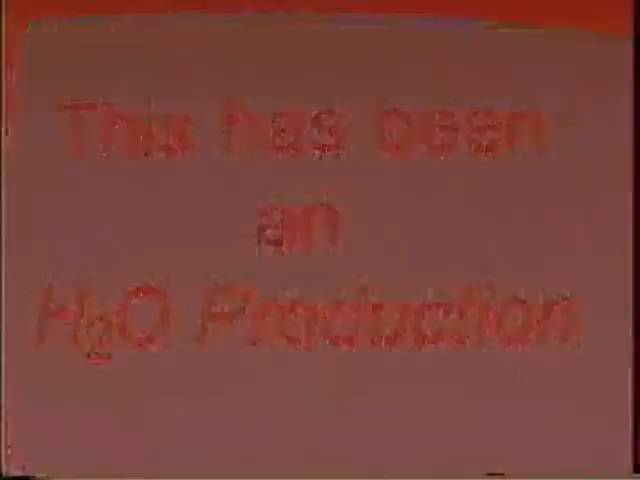 This has been
an
H₂O Production